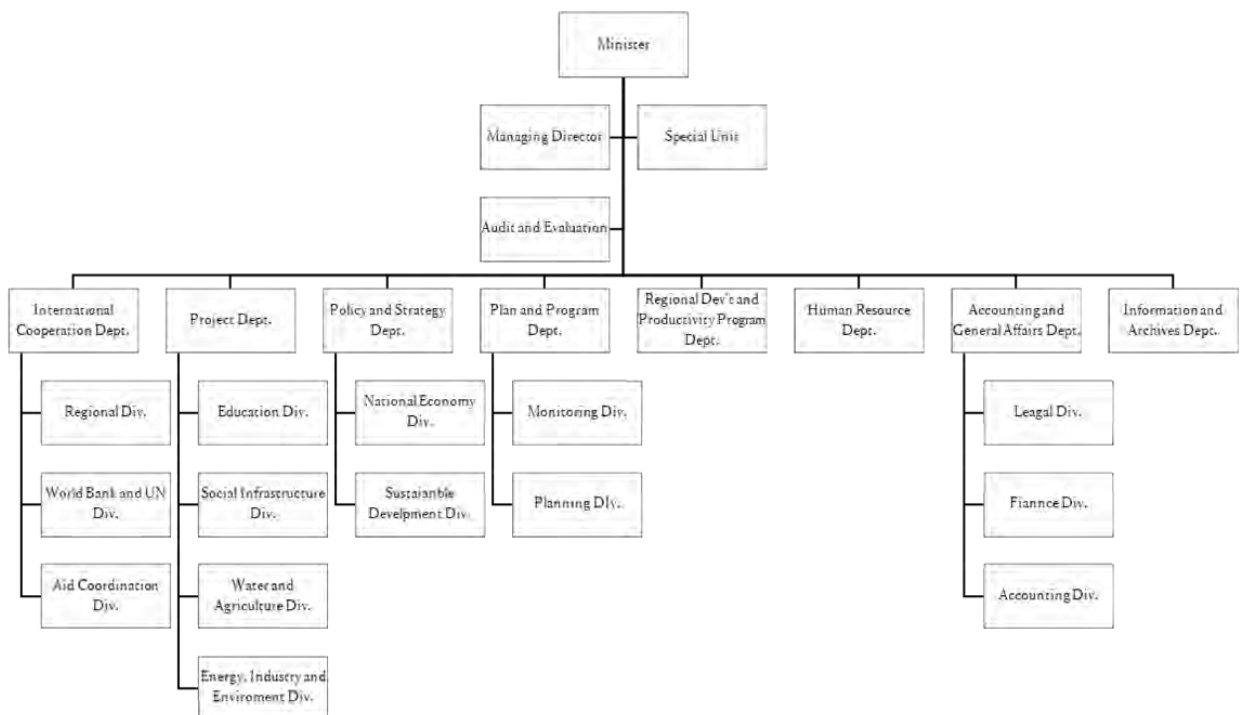 Minister
Managing Director
Special Unit
Audit and Evaluation
International
Cooperation Dept.
Project Dept.
Policy and Strategy
Dept.
Plan and Program
Dept.
Regional Dev't and
Productivity Program
Dept.
Human Resource
Dept.
Accounting and
General Affairs Dept.
Information and
Archives Dept.
Regional Div.
World Bank and UN
Div.
Aid Coordination
Div.
Education Div.
Social Infrastructure
Div.
Water and
Agriculture Div.
Energy, Industry and
Enviroment Div.
National Economy
Div.
Sustainble
Develpment Div.
Monitoring Div.
Planning DIv.
Leagal Div.
Fiannce Div.
Accounting Div.